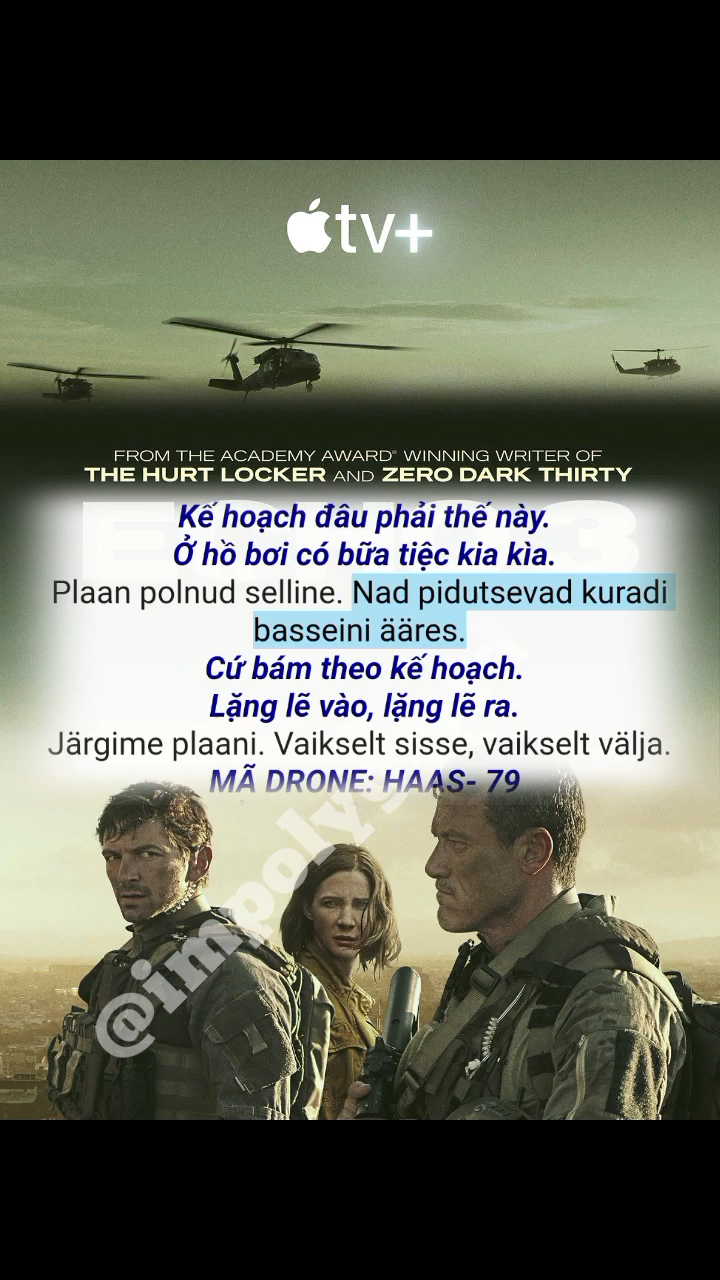 tv+
FROM THE ACADEMY AWARD® WINNING WRITER OF
THE HURT LOCKER AND ZERO DARK THIRTY
Kế hoạch đâu phải thế này.
Ở hồ bơi có bữa tiệc kia kìa.
Plaan polnud selline. Nad pidutsevad kuradi
basseini ääres.
Cứ bám theo kế hoạch.
Lặng lẽ vào, lặng lẽ ra.
Järgime plaani. Vaikselt sisse, vaikselt välja.
MÃ DRONE: HAAS- 79